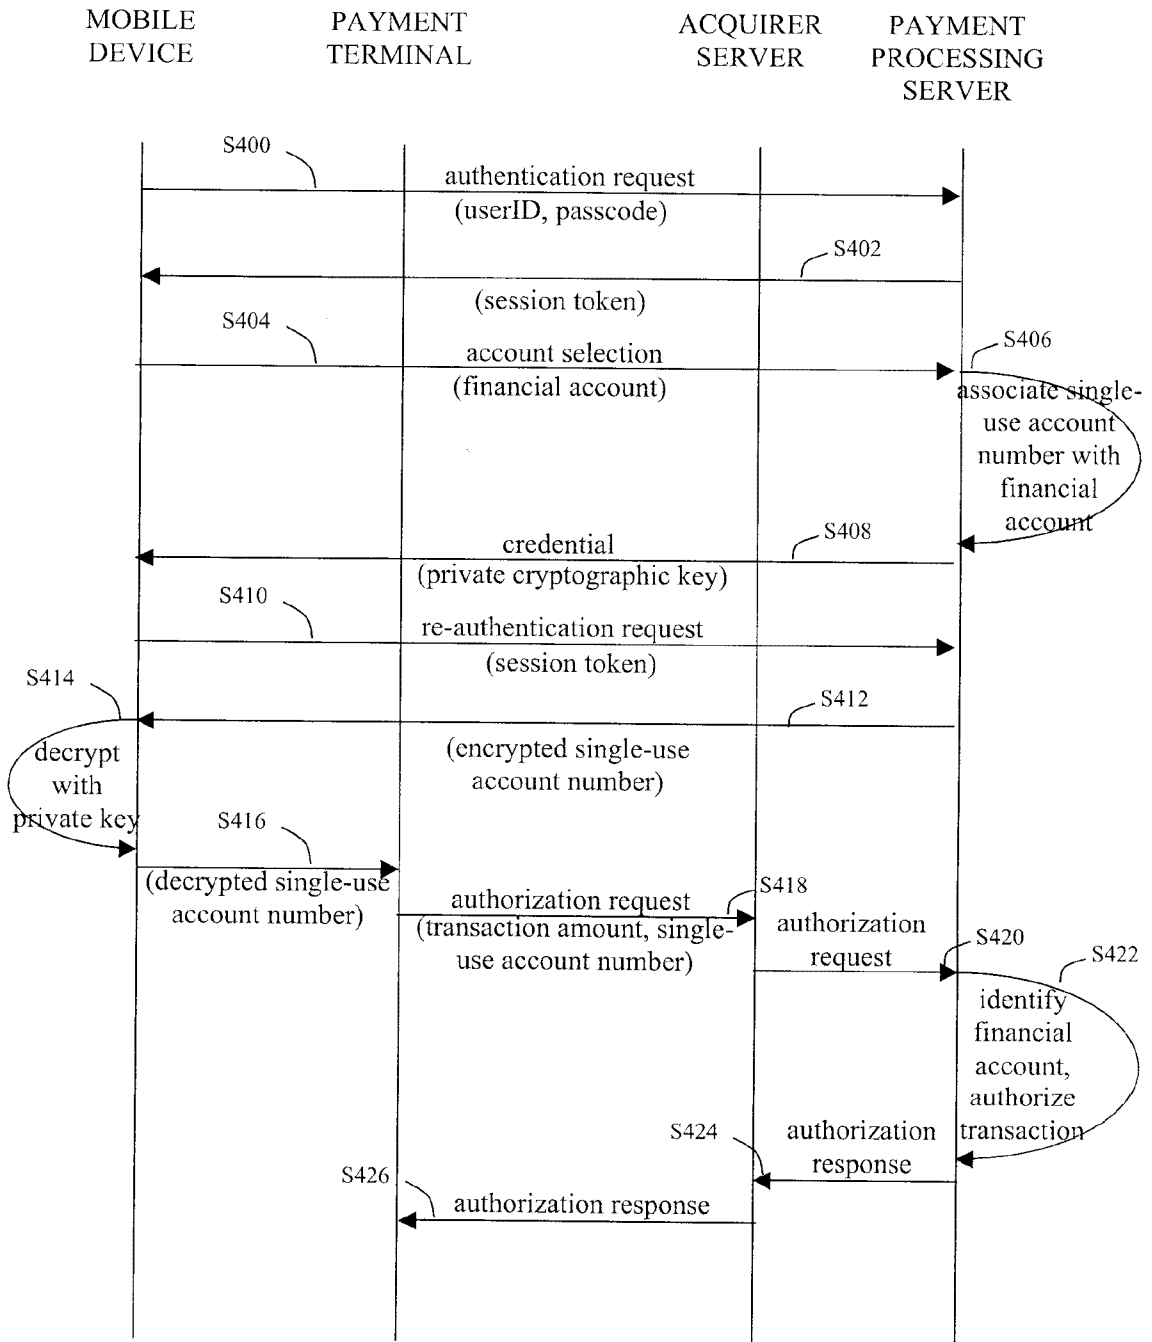 MOBILE
DEVICE
PAYMENT
TERMINAL
ACQUIRER
SERVER
PAYMENT
PROCESSING
SERVER
S400
authentication request
(userID, passcode)
S402
(session token)
S404
account selection
(financial account)
S406
associate single-
use account
number with
financial
account
S408
credential
(private cryptographic key)
S410
re-authentication request
(session token)
S414
S412
decrypt
with
private key
(encrypted single-use
account number)
S416
(decrypted single-use
account number)
S418
authorization request
(transaction amount, single-
use account number)
authorization
request
S420
S422
identify
financial
account,
authorize
transaction
S424
authorization
response
S426
authorization response